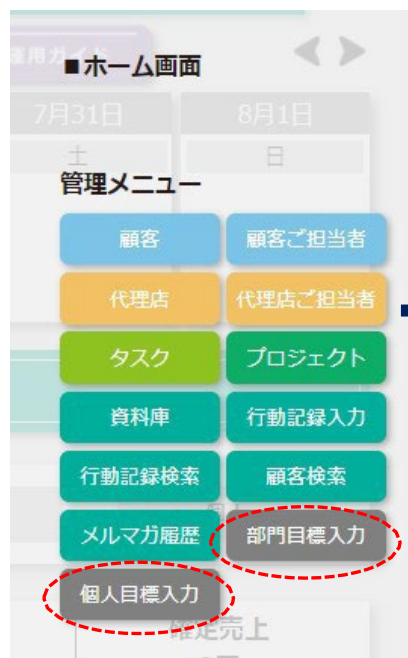 用ガイド
■ホーム画面
7月31日 8月1日
土 日
管理メニュー
顧客 顧客ご担当者
代理店 代理店ご担当者
タスク プロジェクト
資料庫 行動記録入力
行動記録検索 顧客検索
メルマガ履歴 部門目標入力
個人目標入力
確定売上